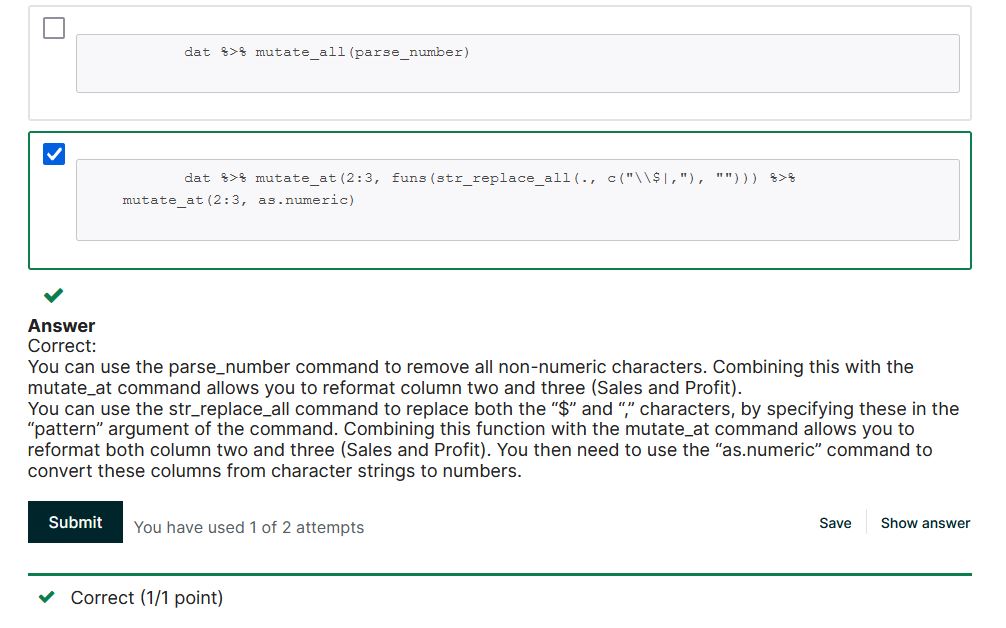 dat %>% mutate_all(parse_number)
dat %>% mutate_at(2:3, funs(str_replace_all(., c("\\$|,"), ""))) %>%
mutate_at(2:3, as.numeric)
Answer
Correct:
You can use the parse_number command to remove all non-numeric characters. Combining this with the
mutate_at command allows you to reformat column two and three (Sales and Profit).
You can use the str_replace_all command to replace both the “$” and “,” characters, by specifying these in the
“pattern” argument of the command. Combining this function with the mutate_at command allows you to
reformat both column two and three (Sales and Profit). You then need to use the “as.numeric” command to
convert these columns from character strings to numbers.
Submit
You have used 1 of 2 attempts
Save
Show answer
Correct (1/1 point)